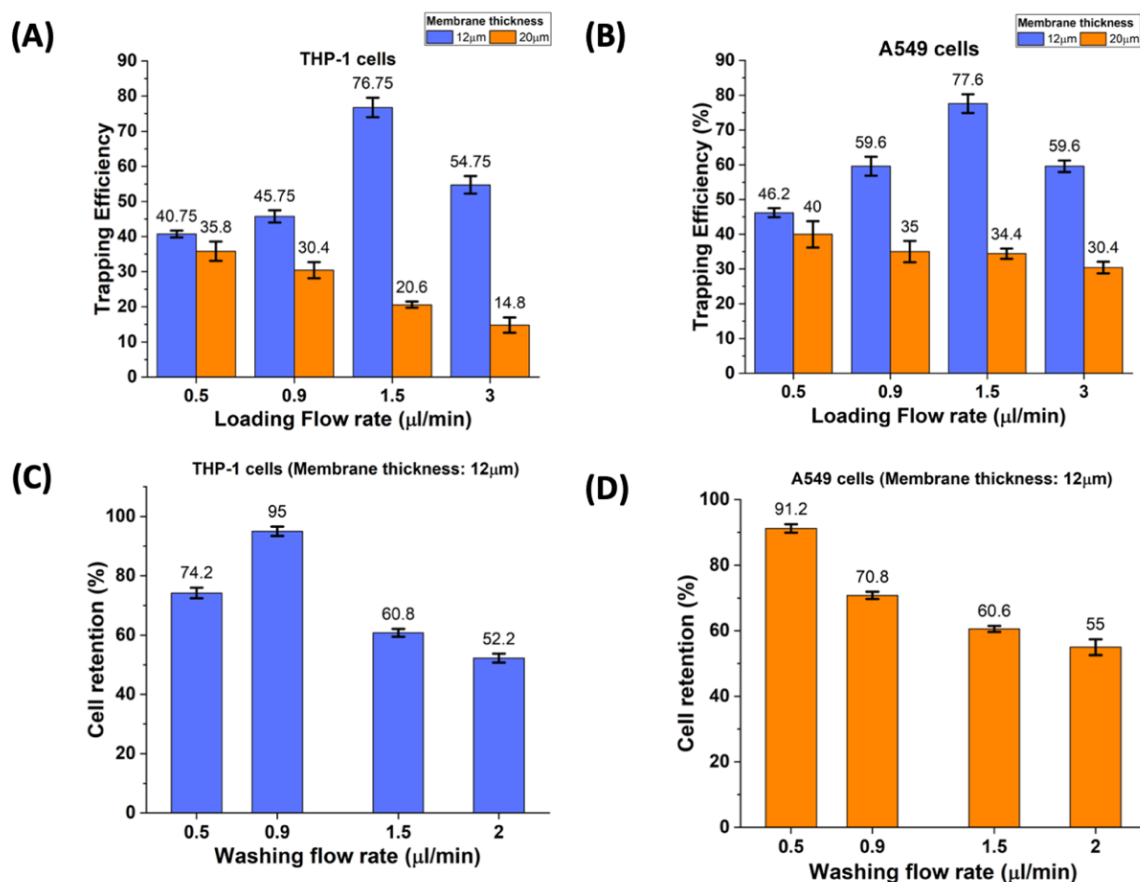 (A)
Membrane thickness
12μm 20μm
THP-1 cells
Trapping Efficiency
90
80
70
60
50
40
30
20
10
0
40.75
35.8
45.75
30.4
76.75
20.6
54.75
14.8
0.5 0.9 1.5 3
Loading Flow rate (μl/min)
(B)
Membrane thickness
12μm 20μm
A549 cells
Trapping Efficiency (%)
90
80
70
60
50
40
30
20
10
0
46.2
40
59.6
35
77.6
34.4
59.6
30.4
0.5 0.9 1.5 3
Loading Flow rate (μl/min)
(C)
THP-1 cells (Membrane thickness: 12μm)
Cell retention (%)
100
80
60
40
20
0
74.2
95
60.8
52.2
0.5 0.9 1.5 2
Washing flow rate (μl/min)
(D)
A549 cells (Membrane thickness: 12μm)
Cell retention (%)
100
80
60
40
20
0
91.2
70.8
60.6
55
0.5 0.9 1.5 2
Washing flow rate (μl/min)